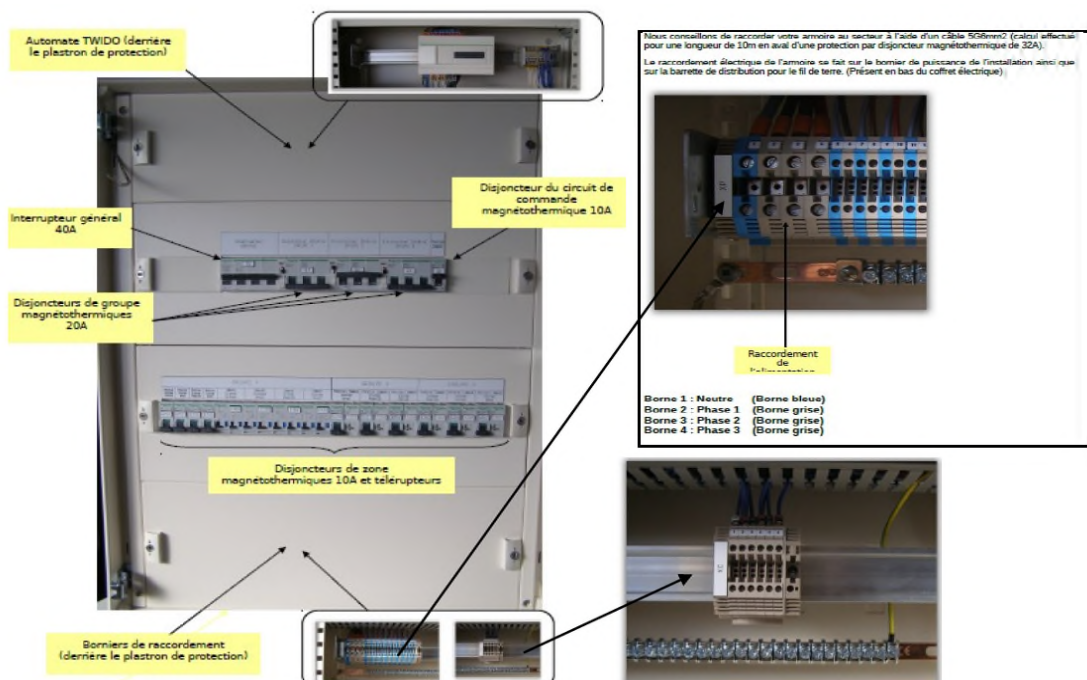 Automate TWIDO (derrière
le plastron de protection)
Nous conseillons de raccorder votre armoire au secteur à l'aide d'un câble 5G6mm2 (calcul effectué
pour une longueur de 10m en aval d'une protection par disjoncteur magnétothermique de 32A).
Le raccordement électrique de l'armoire se fait sur le bornier de puissance de l'installation ainsi que
sur la barrette de distribution pour le fil de terre. (Présent en bas du coffret électrique)
Disjoncteur du circuit de
commande
magnétothermique 10A
Interrupteur général
40A
Disjoncteurs de groupe
magnétothermiques
20A
Raccordement
de
l'alimentation
Borne 1 : Neutre (Borne bleue)
Borne 2 : Phase 1 (Borne grise)
Borne 3 : Phase 2 (Borne grise)
Borne 4 : Phase 3 (Borne grise)
Disjoncteurs de zone
magnétothermiques 10A et télérupteurs
Borniers de raccordement
(derrière le plastron de protection)